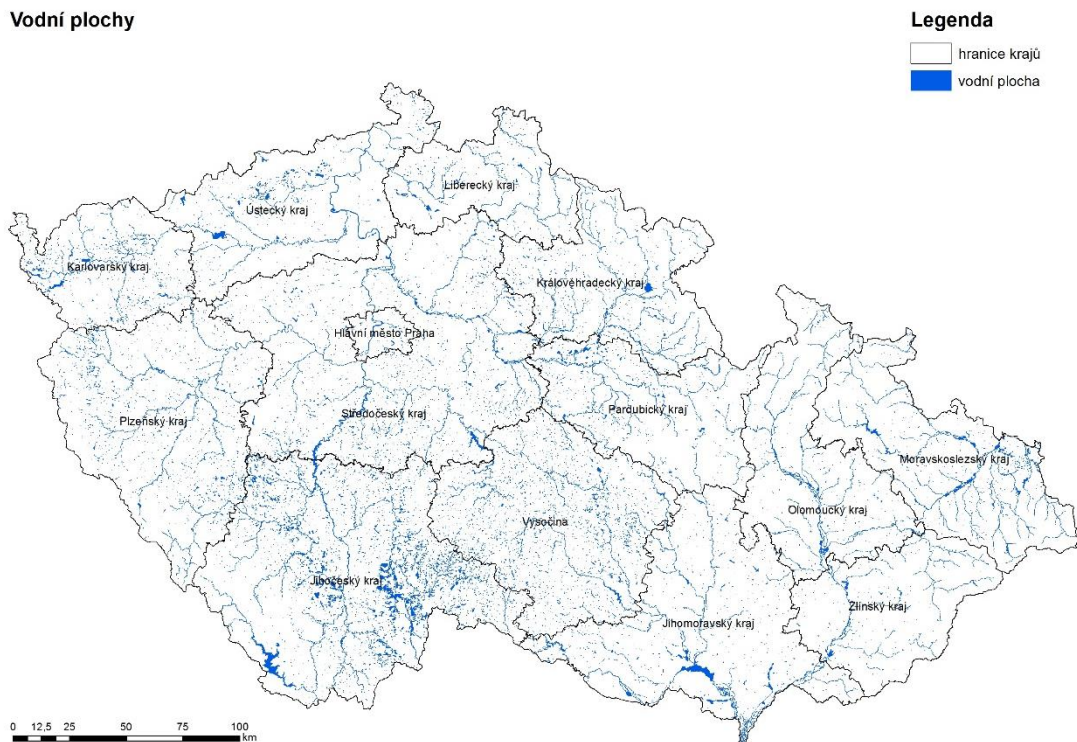 Vodní plochy
Legenda
hranice krajů
vodní plocha
Liberecký kraj
Ústecký kraj
Karlovarský kraj
Královéhradecký kraj
Hlavní město Praha
Plzeňský kraj
Středočeský kraj
Pardubický kraj
Moravskoslezský kraj
Olomoucký kraj
Vysočina
Jihočeský kraj
Zlínský kraj
Jihomoravský kraj
0 12,5 25 50 75 100
km